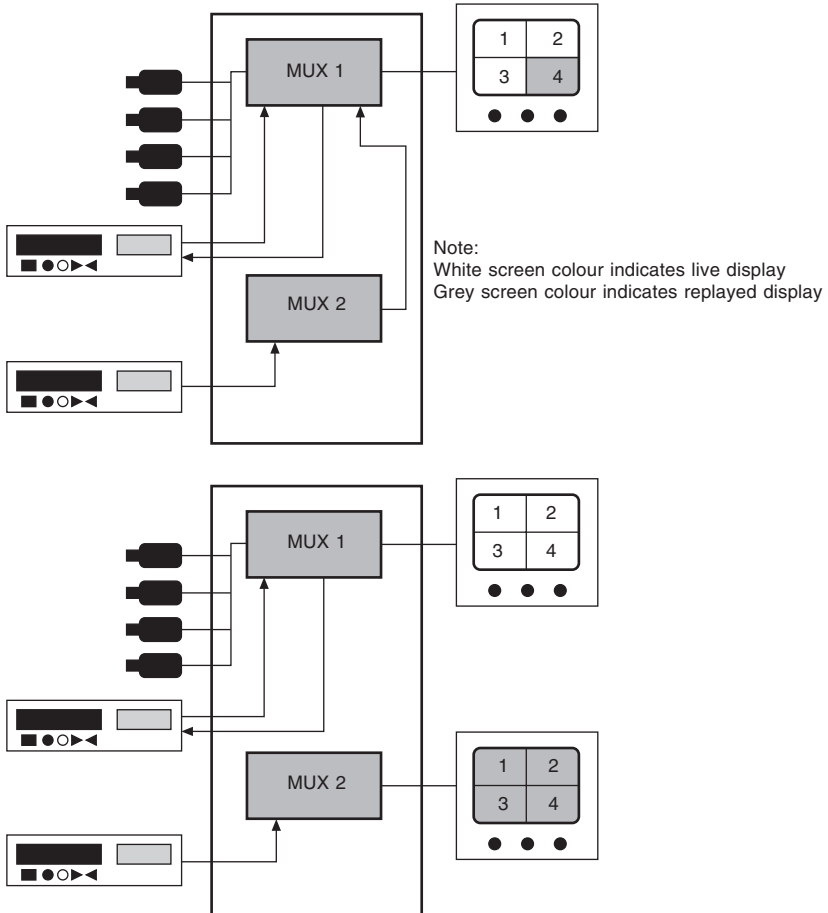 MUX 1
1 2
3 4
Note:
White screen colour indicates live display
Grey screen colour indicates replayed display
MUX 2
MUX 1
1 2
3 4
MUX 2
1 2
3 4